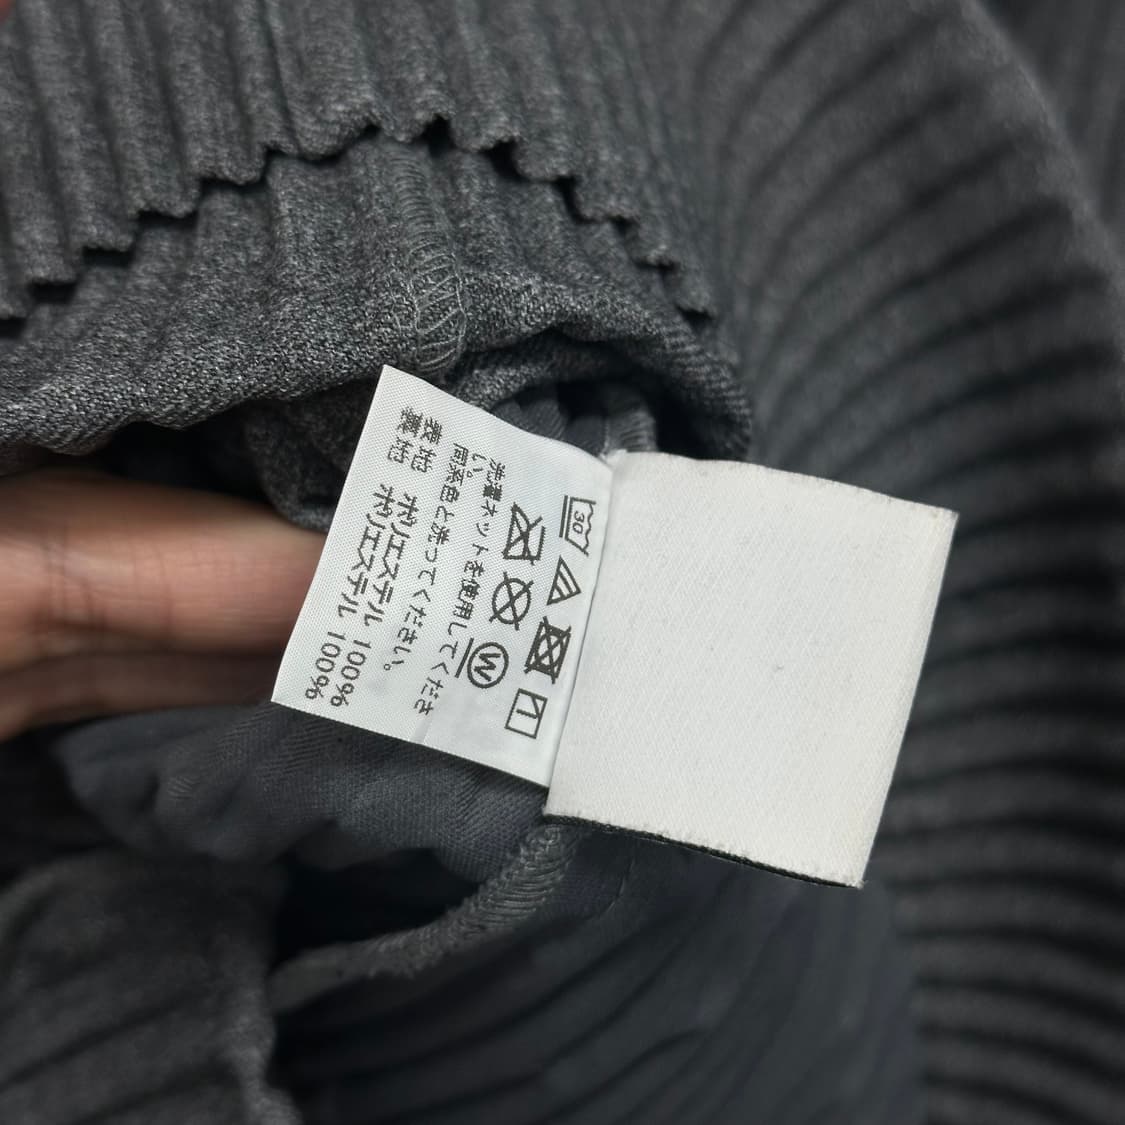 30
W
洗濯ネットを使用してくださ
い。
同系色と洗ってください。
表地 ポリエステル 100%
裏地 ポリエステル 100%